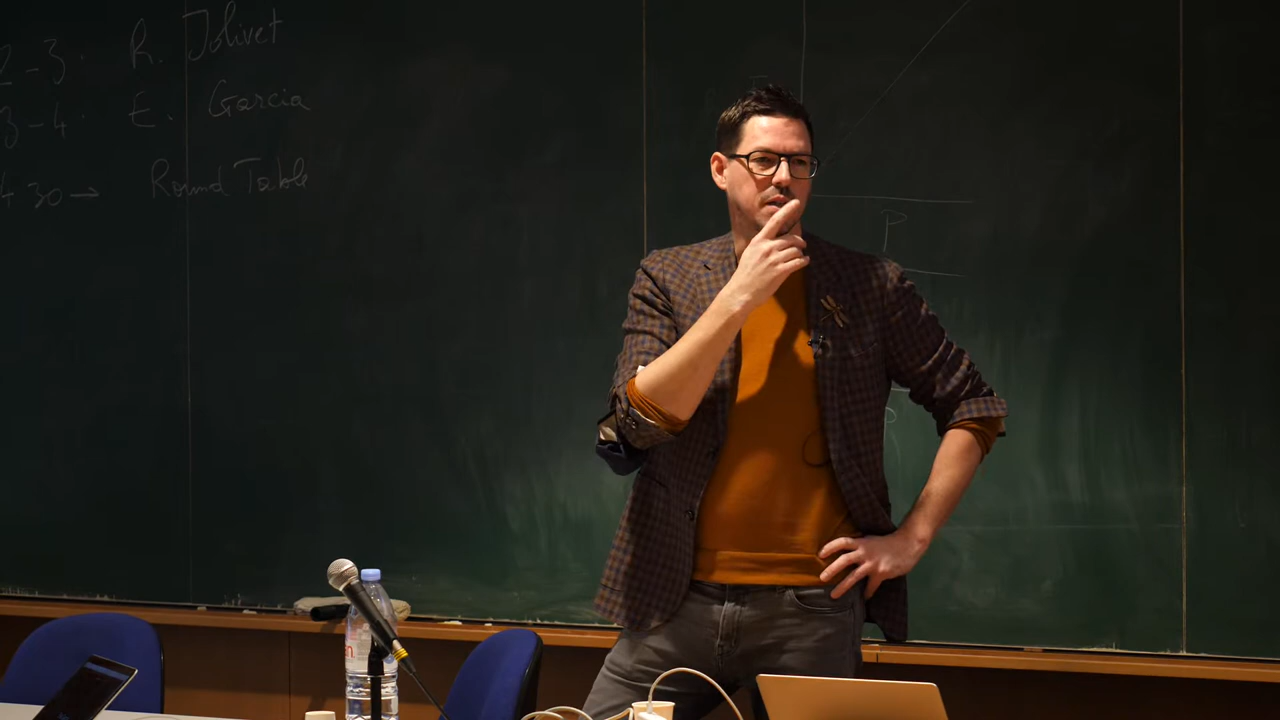 2-3. R. Jolivet
3-4. E. Garcia
4 30 → Round Table
P